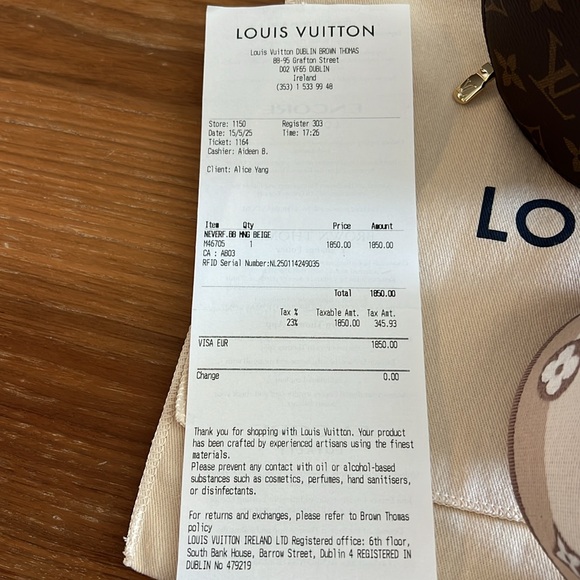 LOUIS VUITTON
Louis Vuitton DUBLIN BROWN THOMAS
88-95 Grafton Street
D02 VF65 DUBLIN
Ireland
(353) 1 533 99 48
Store: 1150 Register 303
Date: 15/5/25 Time: 17:26
Ticket: 1164
Cashier: Aideen B.
Client: Alice Yang
Item Qty Price Amount
NEVERF.BB MNG BEIGE
M46705 1 1850.00 1850.00
CA : AB03
RFID Serial Number:NL250114249035
Total 1850.00
Tax % Taxable Amt. Tax Amt.
23% 1850.00 345.93
VISA EUR 1850.00
Change 0.00
Thank you for shopping with Louis Vuitton. Your product
has been crafted by experienced artisans using the finest
materials.
Please prevent any contact with oil or alcohol-based
substances such as cosmetics, perfumes, hand sanitisers,
or disinfectants.
For returns and exchanges, please refer to Brown Thomas
policy
LOUIS VUITTON IRELAND LTD Registered office: 6th floor,
South Bank House, Barrow Street, Dublin 4 REGISTERED IN
DUBLIN No 479219
LO
LV